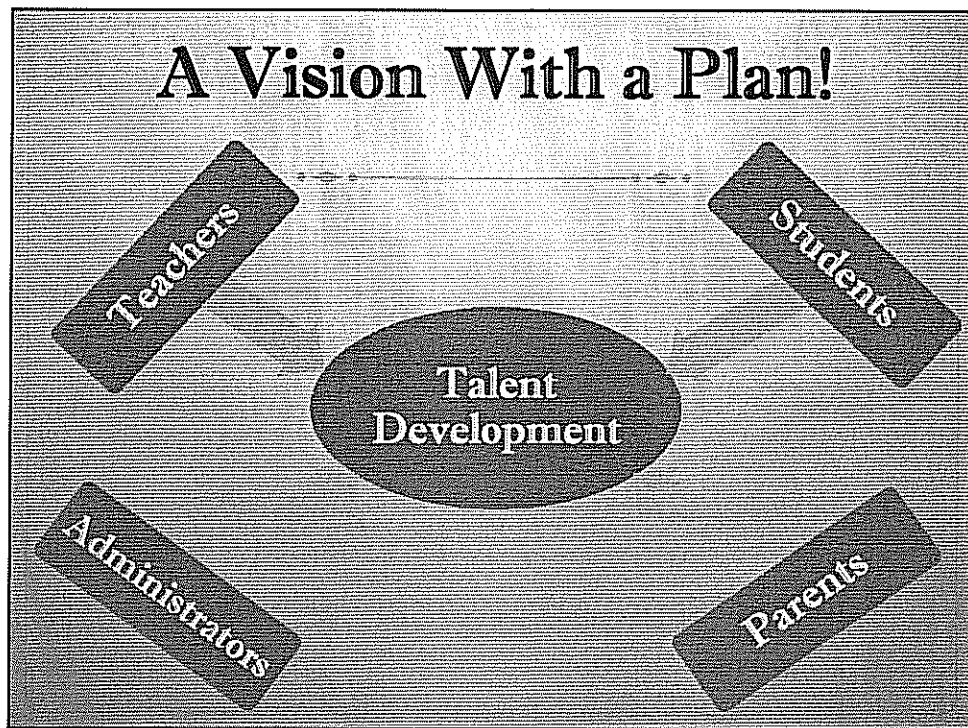 A Vision With a Plan!
Teachers
Students
Talent
Development
Administrators
Parents